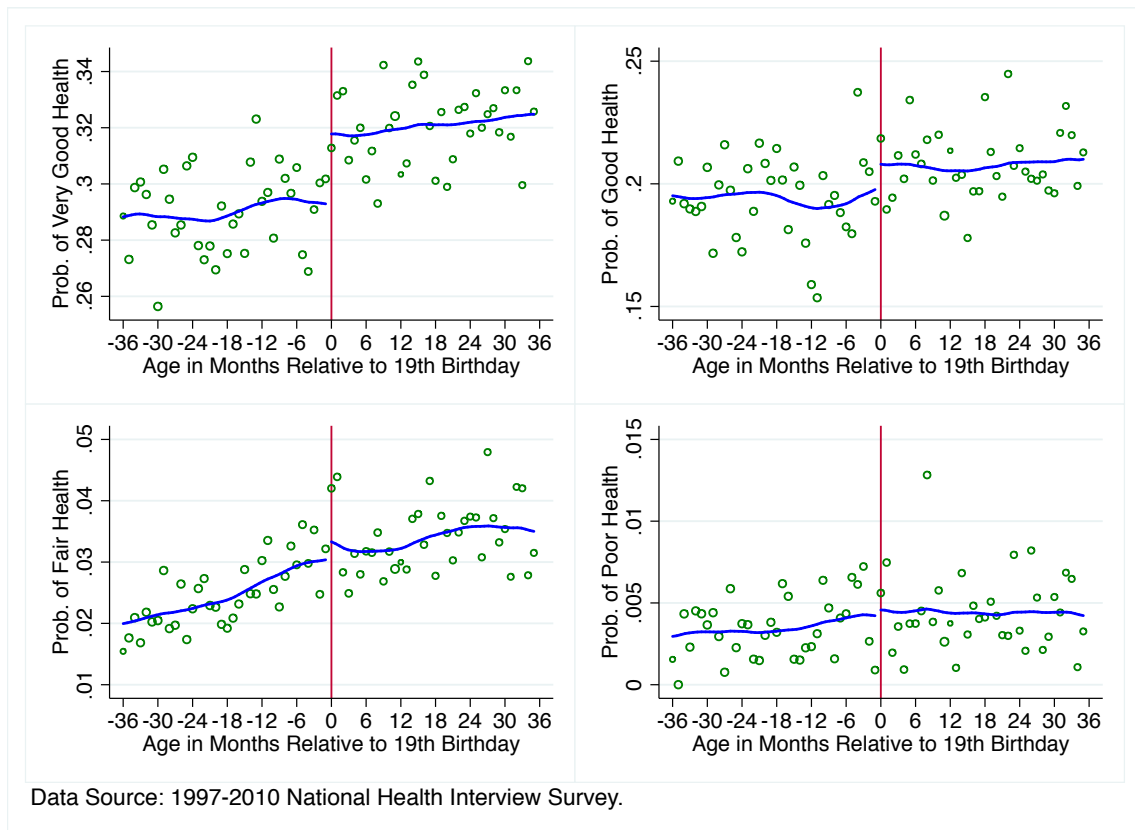 Prob. of Very Good Health
.34
.32
.3
.28
.26
-36 -30 -24 -18 -12 -6 0 6 12 18 24 30 36
Age in Months Relative to 19th Birthday
Prob. of Good Health
.25
.2
.15
-36 -30 -24 -18 -12 -6 0 6 12 18 24 30 36
Age in Months Relative to 19th Birthday
Prob. of Fair Health
.05
.04
.03
.02
.01
-36 -30 -24 -18 -12 -6 0 6 12 18 24 30 36
Age in Months Relative to 19th Birthday
Prob. of Poor Health
.015
.01
.005
0
-36 -30 -24 -18 -12 -6 0 6 12 18 24 30 36
Age in Months Relative to 19th Birthday
Data Source: 1997-2010 National Health Interview Survey.